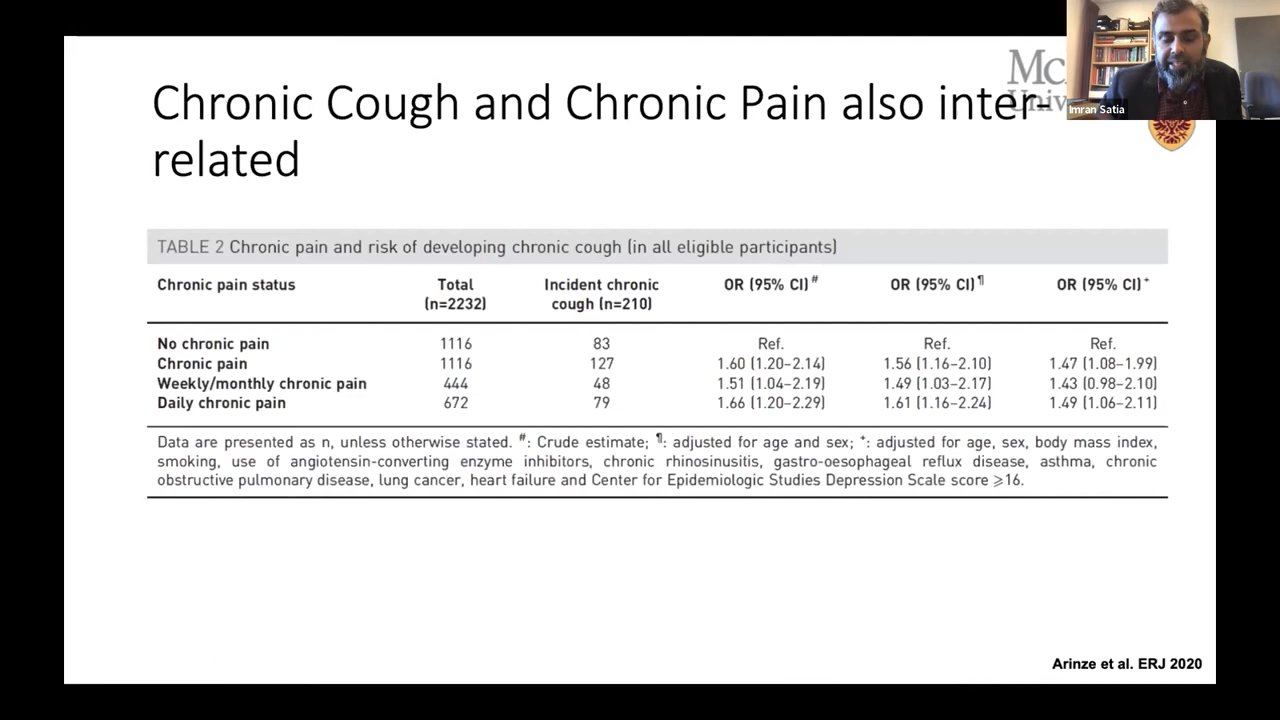 Chronic Cough and Chronic Pain also inter-
related
Imran Satia
TABLE 2 Chronic pain and risk of developing chronic cough (in all eligible participants)
Chronic pain status Total Incident chronic OR (95% CI)# OR (95% CI)¶ OR (95% CI)+
(n=2232) cough (n=210)
No chronic pain 1116 83 Ref. Ref. Ref.
Chronic pain 1116 127 1.60 (1.20–2.14) 1.56 (1.16–2.10) 1.47 (1.08–1.99)
Weekly/monthly chronic pain 444 48 1.51 (1.04–2.19) 1.49 (1.03–2.17) 1.43 (0.98–2.10)
Daily chronic pain 672 79 1.66 (1.20–2.29) 1.61 (1.16–2.24) 1.49 (1.06–2.11)
Data are presented as n, unless otherwise stated. #: Crude estimate; ¶: adjusted for age and sex; +: adjusted for age, sex, body mass index,
smoking, use of angiotensin-converting enzyme inhibitors, chronic rhinosinusitis, gastro-oesophageal reflux disease, asthma, chronic
obstructive pulmonary disease, lung cancer, heart failure and Center for Epidemiologic Studies Depression Scale score ⩾16.
Arinze et al. ERJ 2020